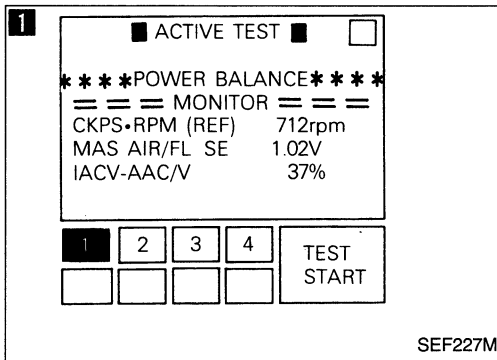 1
■ ACTIVE TEST ■
****POWER BALANCE****
= = = MONITOR = = =
CKPS•RPM (REF) 712rpm
MAS AIR/FL SE 1.02V
IACV-AAC/V 37%
1 2 3 4 TEST START
SEF227M